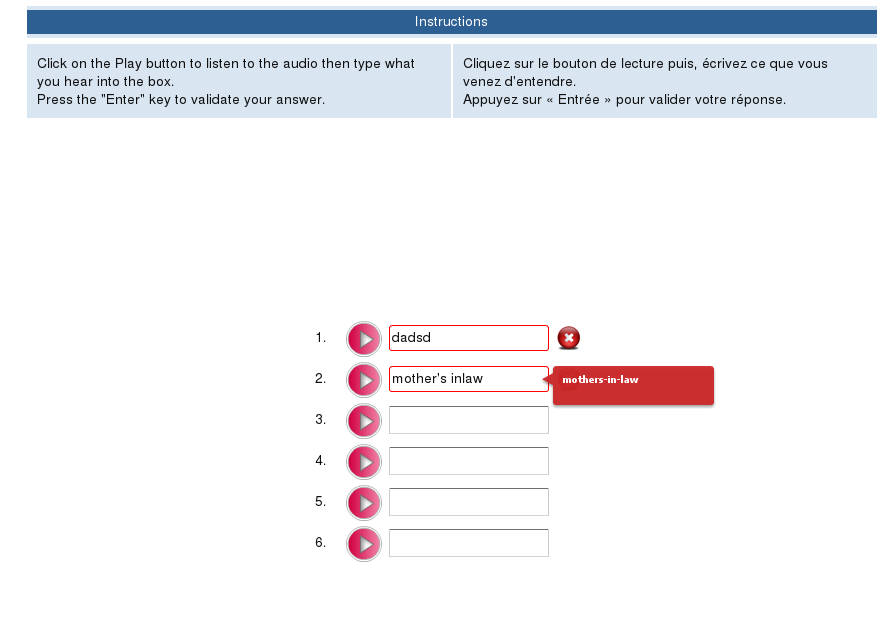 Instructions
Click on the Play button to listen to the audio then type what
you hear into the box.
Press the "Enter" key to validate your answer.
Cliquez sur le bouton de lecture puis, écrivez ce que vous
venez d'entendre.
Appuyez sur « Entrée » pour valider votre réponse.
1. dadsd
2. mother's inlaw mothers-in-law
3.
4.
5.
6.